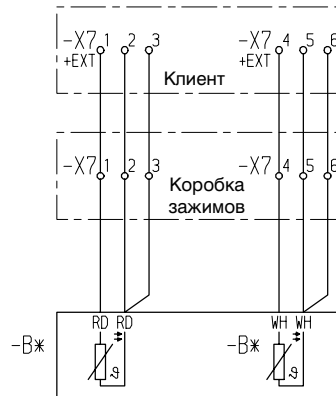 -X7 1 2 3 -X7 4 5 6
+EXT +EXT
Клиент
-X7 1 2 3 -X7 4 5 6
Коробка
зажимов
RD RD WH WH
-B* -B*
ϑ ϑ